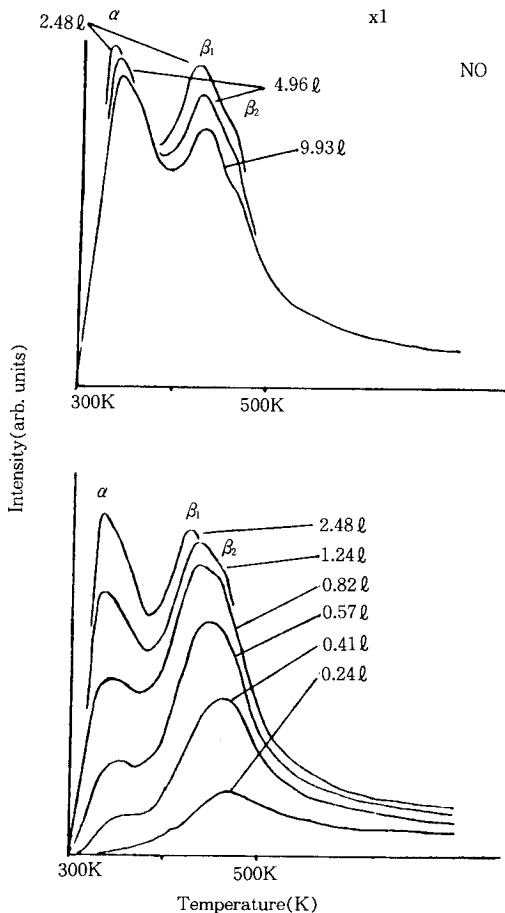 x1
α
2.48ℓ
β₁
NO
4.96ℓ
β₂
9.93ℓ
300K
500K
Intensity(arb. units)
α
β₁
2.48ℓ
β₂
1.24ℓ
0.82ℓ
0.57ℓ
0.41ℓ
0.24ℓ
300K
500K
Temperature(K)